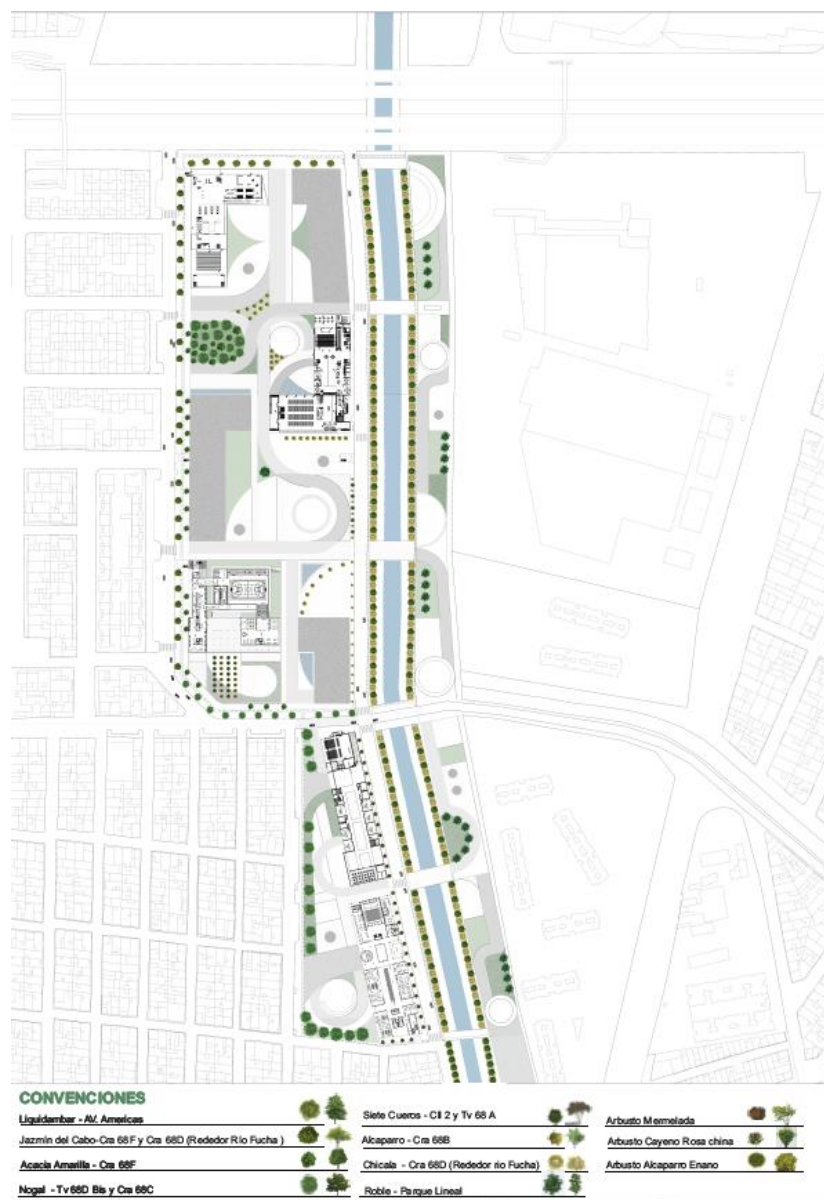 CONVENCIONES
Liquidambar - AV. Americas
Jazmín del Cabo-Cra 68F y Cra 68D (Rededor Río Fucha )
Acacia Amarilla - Cra 68F
Nogal - Tv 68D Bis y Cra 68C
Siete Cueros - Cll 2 y Tv 68 A
Alcaparro - Cra 68B
Chicala - Cra 68D (Rededor rio Fucha)
Roble - Parque Lineal
Arbusto Mermelada
Arbusto Cayeno Rosa china
Arbusto Alcaparro Enano